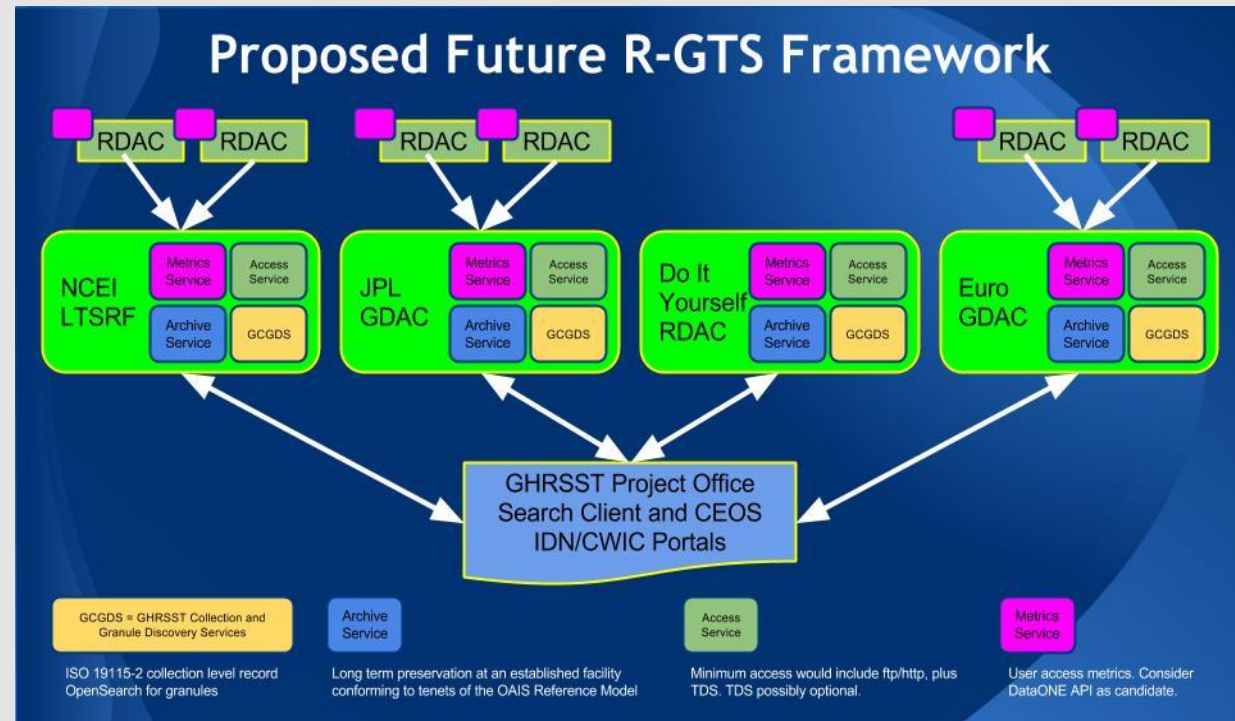 Proposed Future R-GTS Framework
RDAC
RDAC
RDAC
RDAC
RDAC
RDAC
NCEI
LTSRF
Metrics
Service
Access
Service
Archive
Service
GCGDS
JPL
GDAC
Metrics
Service
Access
Service
Archive
Service
GCGDS
Do It
Yourself
RDAC
Metrics
Service
Access
Service
Archive
Service
GCGDS
Euro
GDAC
Metrics
Service
Access
Service
Archive
Service
GCGDS
GHRSST Project Office
Search Client and CEOS
IDN/CWIC Portals
GCGDS = GHRSST Collection and
Granule Discovery Services
ISO 19115-2 collection level record
OpenSearch for granules
Archive
Service
Long term preservation at an established facility
conforming to tenets of the OAIS Reference Model
Access
Service
Minimum access would include ftp/http, plus
TDS. TDS possibly optional.
Metrics
Service
User access metrics. Consider
DataONE API as candidate.